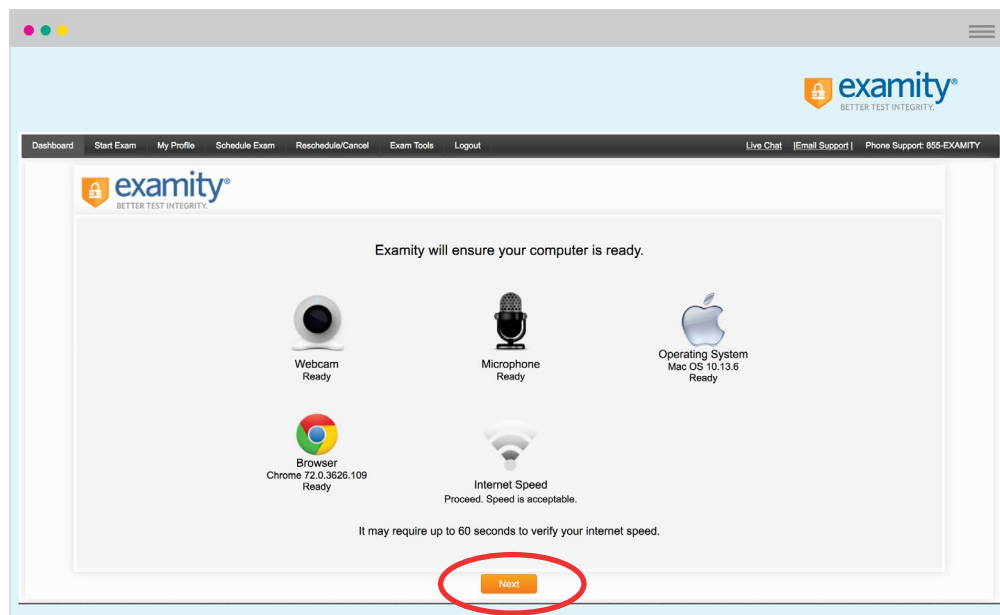 examity®
BETTER TEST INTEGRITY.
Dashboard Start Exam My Profile Schedule Exam Reschedule/Cancel Exam Tools Logout Live Chat |Email Support| Phone Support: 855-EXAMITY
examity®
BETTER TEST INTEGRITY.
Examity will ensure your computer is ready.
Webcam
Ready
Microphone
Ready
Operating System
Mac OS 10.13.6
Ready
Browser
Chrome 72.0.3626.109
Ready
Internet Speed
Proceed. Speed is acceptable.
It may require up to 60 seconds to verify your internet speed.
Next